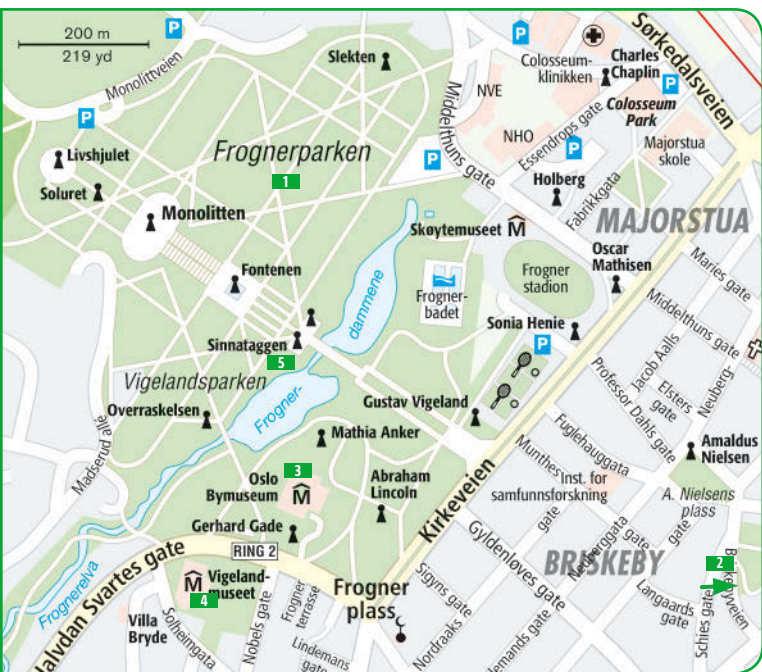 200 m
219 yd
P
Monolittveien
Slekten
P
Colosseum-
klinikken
Charles
Chaplin
Sørkedalsveien
P
NVE
Colosseum
Park
P
Middelthuns gate
NHO
Essendrops gate
P
Majorstua
skole
Livshjulet
Frognerparken
P
1
Soluret
Holberg
Fabrikkgata
Monolitten
Skøytemuseet
M
MAJORSTUA
Oscar
Mathisen
Fontenen
dammene
Frogner-
badet
Frogner
stadion
Maries gate
Middelthuns gate
Sinnataggen
5
Sonia Henie
P
Jacob Aalls
Vigelandsparken
Frogner-
Professor Dahls gate
Elsters
gate
Neuberg-
Overraskelsen
Gustav Vigeland
Madserud allé
Mathia Anker
Fuglehauggata
Amaldus
Nielsen
Kirkeveien
Munthes
gate
Inst. for
samfunnsforskning
Oslo
Bymuseum
3
M
Abraham
Lincoln
A. Nielsens
plass
gate
Gerhard Gade
Gyldenløves gate
BRISKEBY
2
RING 2
Halvdan Svartes gate
Frognerelva
M
Vigeland-
museet
4
Frogner
plass
Sigyns gate
Langaards
gate
Schies gate
Villa
Bryde
Solheimgata
Nobels gate
Frogner
terrasse
Lindemans
gate
Nordraaks